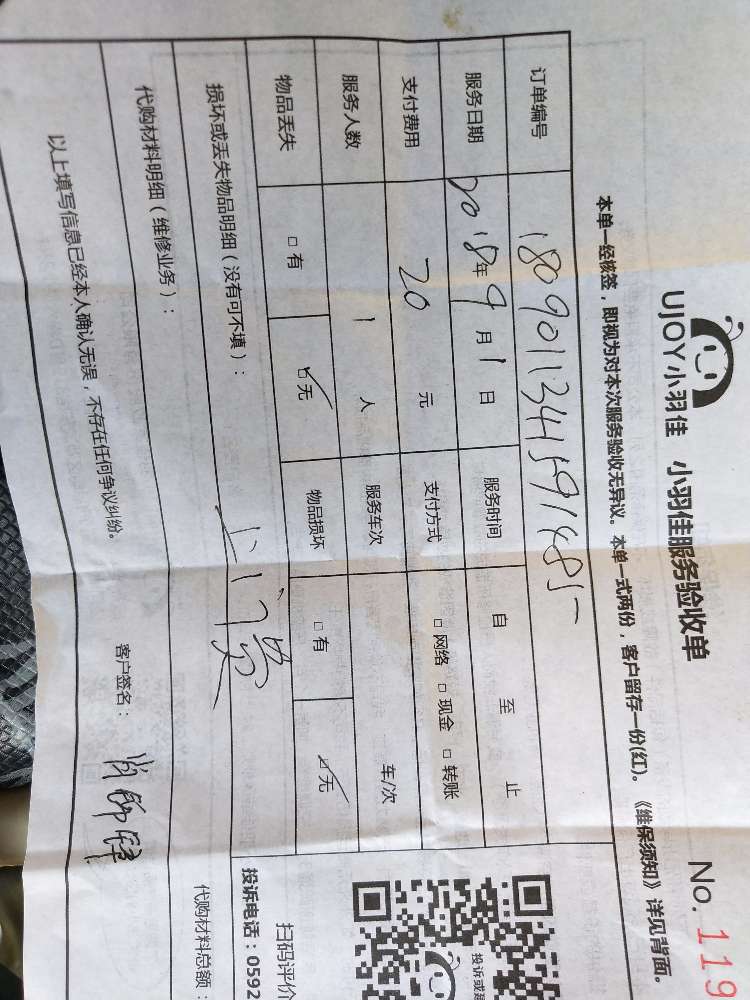 UJOY小羽佳 小羽佳服务验收单 No. 119
本单一经核签，即视为对本次服务验收无异议。本单一式两份，客户留存一份(红)。《维保须知》详见背面。
订单编号
服务日期 2018年9月1日 服务时间 自 至 止
支付费用 20 元 支付方式 □网络 □现金 □转账
服务人数 1 人 服务车次 车/次
物品丢失 □有 ☑无 物品损坏 □有 ☑无
损坏或丢失物品明细（没有可不填）：
上门费
代购材料明细（维修业务）：
代购材料总额：
以上填写信息已经本人确认无误，不存在任何争议纠纷。 客户签名：
扫码评价
投诉电话：0592